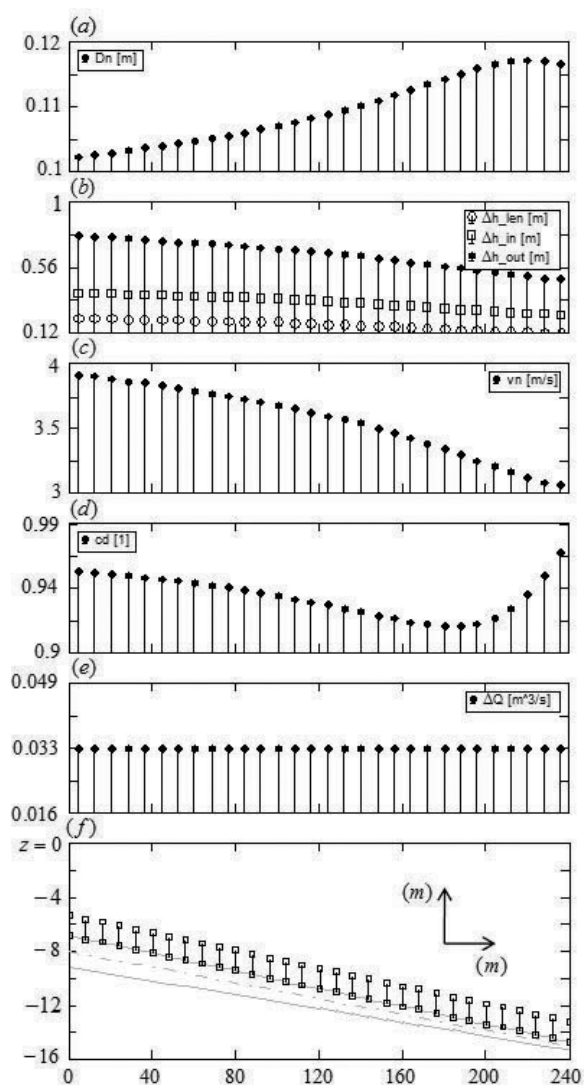 (a)
0.12
Dn [m]
0.11
0.1
(b)
1
Δh_len [m]
Δh_in [m]
0.56
Δh_out [m]
0.12
(c)
4
vn [m/s]
3.5
3
(d)
0.99
cd [1]
0.94
0.9
(e)
0.049
ΔQ [m^3/s]
0.033
0.016
(f)
z = 0
-4
(m)
-8
(m)
-12
-16
0 40 80 120 160 200 240